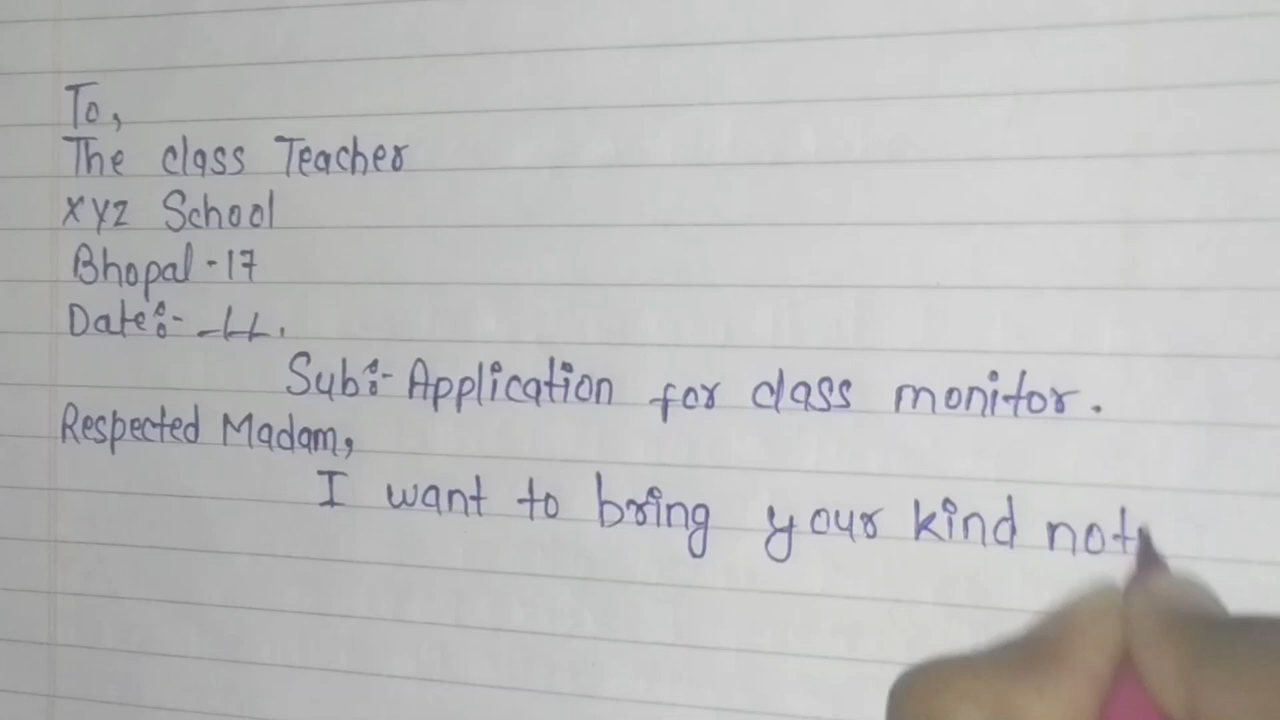 To,
The class Teacher
XYZ School
Bhopal-17
Date:- _/_/_.
Sub:- Application for class monitor.
Respected Madam,
I want to bring your kind not